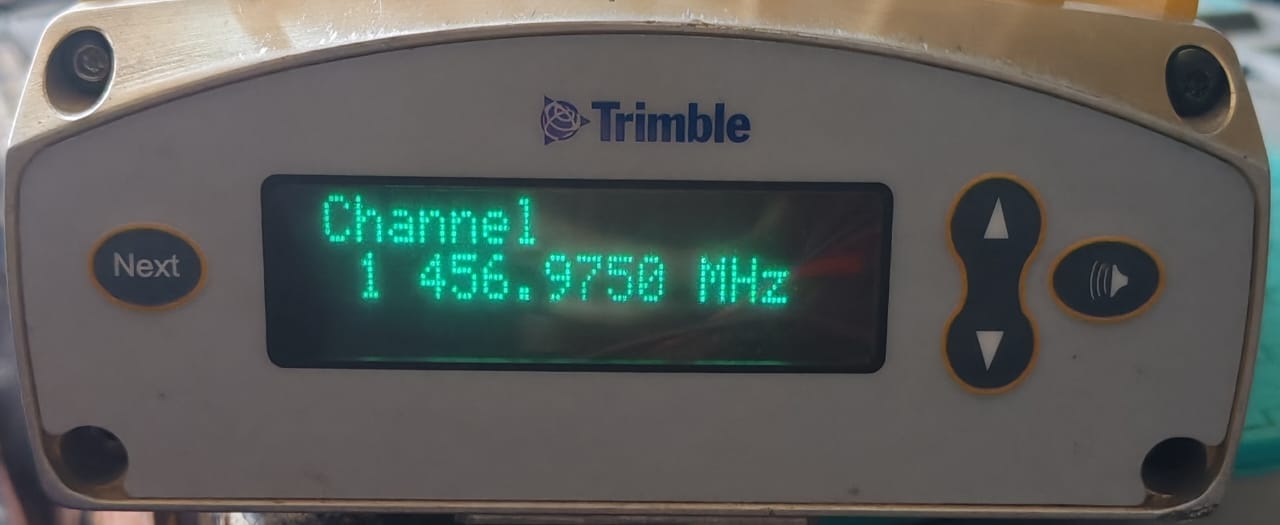 Trimble
Channel
1 456.9750 MHz
Next